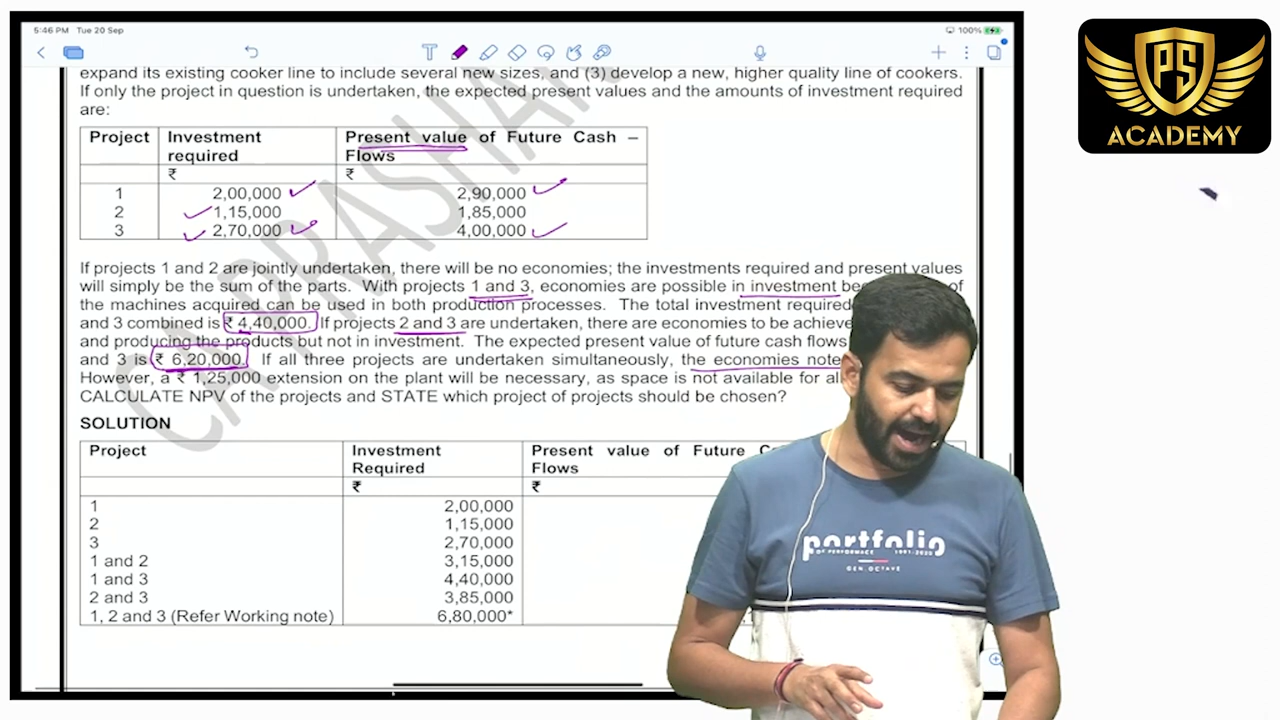 5:46 PM Tue 20 Sep
100%
PS
ACADEMY
expand its existing cooker line to include several new sizes, and (3) develop a new, higher quality line of cookers.
If only the project in question is undertaken, the expected present values and the amounts of investment required
are:
Project Investment required Present value of Future Cash – Flows
₹ ₹
1 2,00,000 2,90,000
2 1,15,000 1,85,000
3 2,70,000 4,00,000
If projects 1 and 2 are jointly undertaken, there will be no economies; the investments required and present values
will simply be the sum of the parts. With projects 1 and 3, economies are possible in investment of
the machines acquired can be used in both production processes. The total investment required
and 3 combined is ₹ 4,40,000. If projects 2 and 3 are undertaken, there are economies to be achieve
and producing the products but not in investment. The expected present value of future cash flows
and 3 is ₹ 6,20,000. If all three projects are undertaken simultaneously, the economies note
However, a ₹ 1,25,000 extension on the plant will be necessary, as space is not available for
CALCULATE NPV of the projects and STATE which project of projects should be chosen?
SOLUTION
Project Investment Required Present value of Future Flows
₹ ₹
1 2,00,000
2 1,15,000
3 2,70,000
1 and 2 3,15,000
1 and 3 4,40,000
2 and 3 3,85,000
1, 2 and 3 (Refer Working note) 6,80,000*
CA PRASHAN
portfolio
OF PERFORMANCE 1991-2020
GEN.OCTAVE